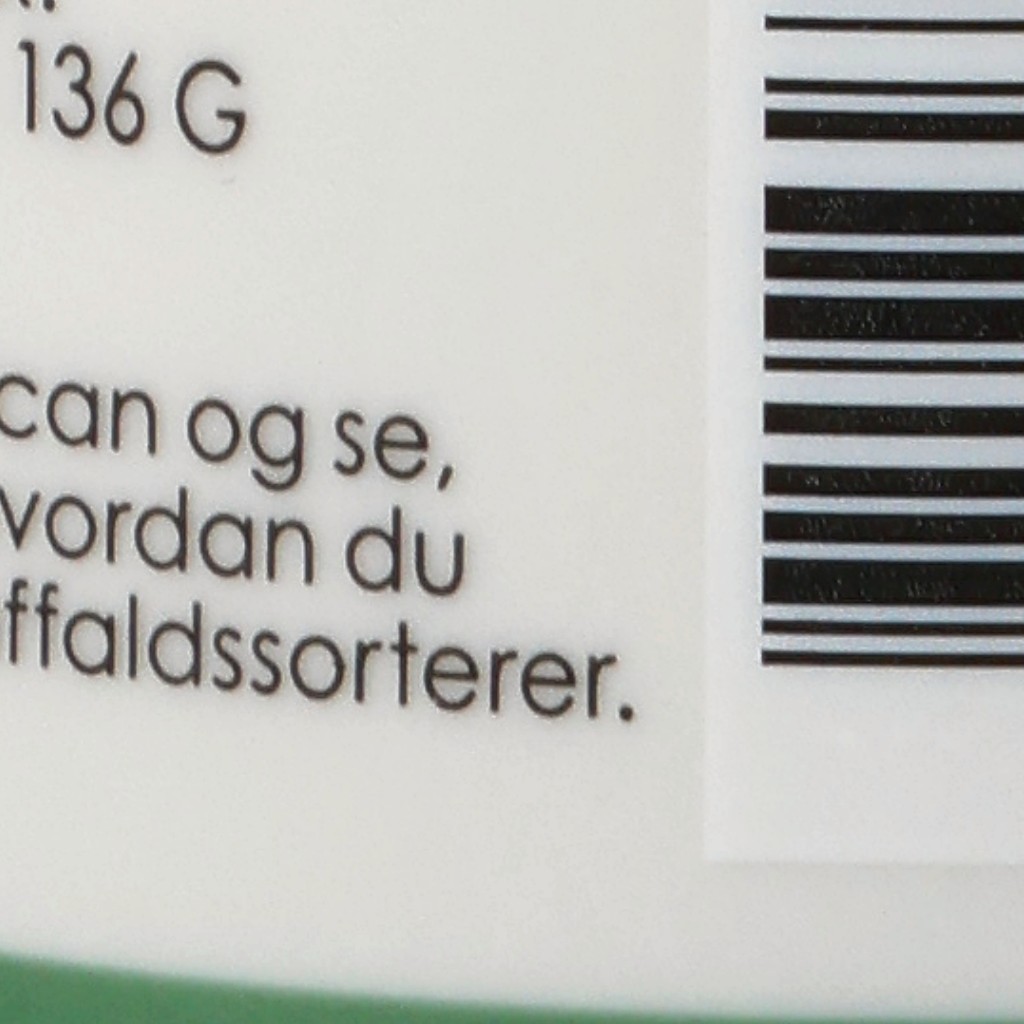 136 G
can og se,
vordan du
ffaldssorterer.